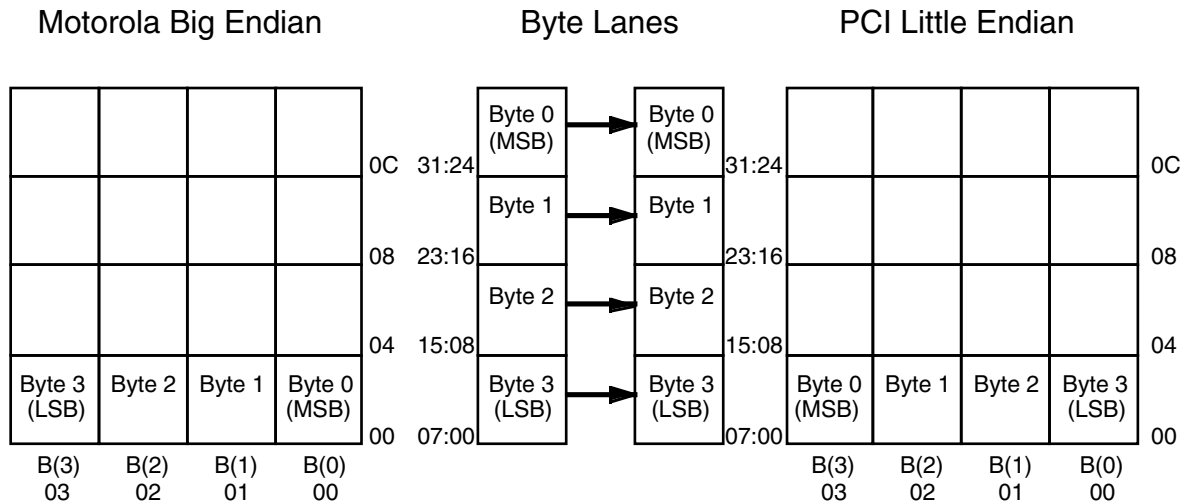 Motorola Big Endian
Byte Lanes
PCI Little Endian
Byte 0
(MSB)
Byte 0
(MSB)
0C
31:24
31:24
0C
Byte 1
Byte 1
08
23:16
23:16
08
Byte 2
Byte 2
04
15:08
15:08
04
Byte 3
(LSB)
Byte 2
Byte 1
Byte 0
(MSB)
Byte 3
(LSB)
Byte 3
(LSB)
Byte 0
(MSB)
Byte 1
Byte 2
Byte 3
(LSB)
00
07:00
07:00
00
B(3)
03
B(2)
02
B(1)
01
B(0)
00
B(3)
03
B(2)
02
B(1)
01
B(0)
00